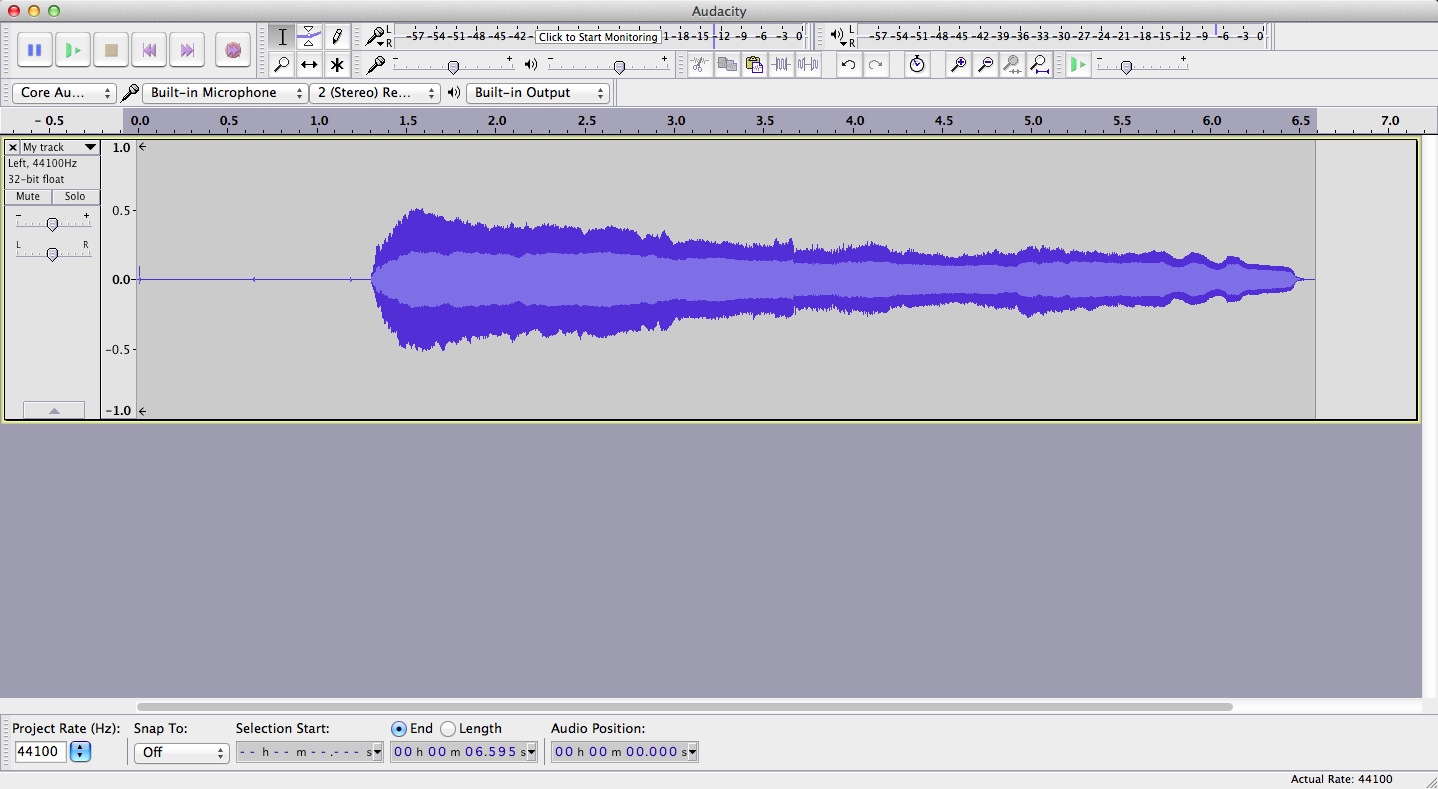 Audacity
L
R
-57 -54 -51 -48 -45 -42 - Click to Start Monitoring 1 -18 -15 -12 -9 -6 -3 0
L
R
-57 -54 -51 -48 -45 -42 -39 -36 -33 -30 -27 -24 -21 -18 -15 -12 -9 -6 -3 0
- + - +
- +
Core Au... Built-in Microphone 2 (Stereo) Re... Built-in Output
- 0.5 0.0 0.5 1.0 1.5 2.0 2.5 3.0 3.5 4.0 4.5 5.0 5.5 6.0 6.5 7.0
My track
Left, 44100Hz
32-bit float
Mute Solo
- +
L R
1.0
0.5
0.0
-0.5
-1.0
Project Rate (Hz): Snap To: Selection Start: End Length Audio Position:
44100 Off -- h -- m --.--- s 00 h 00 m 06.595 s 00 h 00 m 00.000 s
Actual Rate: 44100